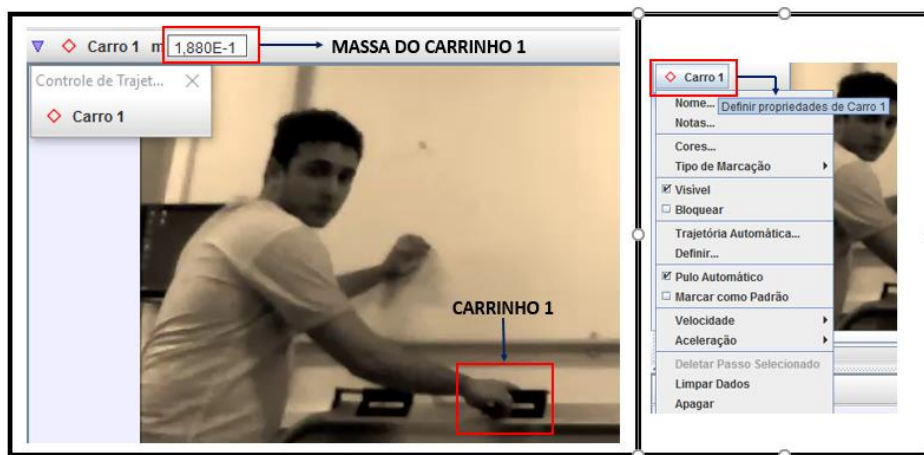 Carro 1 m 1,880E-1 MASSA DO CARRINHO 1
Controle de Trajet...
Carro 1
CARRINHO 1
Carro 1
Nome...
Definir propriedades de Carro 1
Notas...
Cores...
Tipo de Marcação
Visível
Bloquear
Trajetória Automática...
Definir...
Pulo Automático
Marcar como Padrão
Velocidade
Aceleração
Deletar Passo Selecionado
Limpar Dados
Apagar